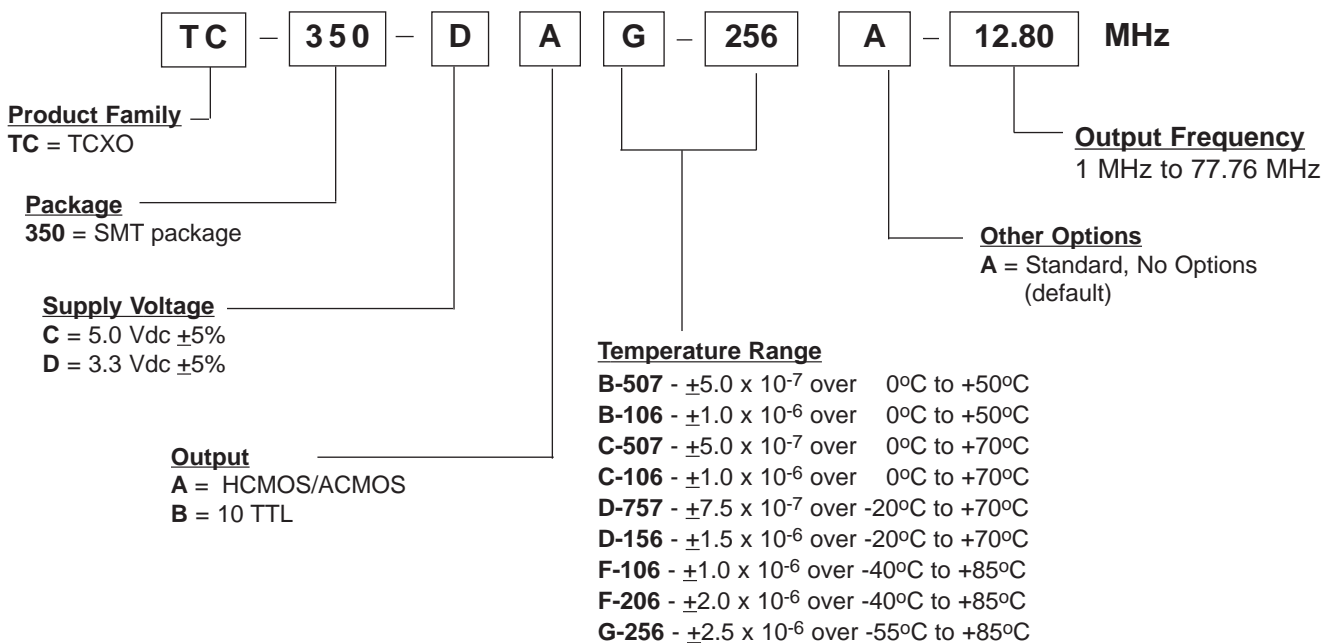 TC – 350 – D A G – 256 A – 12.80 MHz
Product Family
TC = TCXO
Package
350 = SMT package
Supply Voltage
C = 5.0 Vdc ±5%
D = 3.3 Vdc ±5%
Output
A = HCMOS/ACMOS
B = 10 TTL
Temperature Range
B-507 - ±5.0 x 10⁻⁷ over 0ºC to +50ºC
B-106 - ±1.0 x 10⁻⁶ over 0ºC to +50ºC
C-507 - ±5.0 x 10⁻⁷ over 0ºC to +70ºC
C-106 - ±1.0 x 10⁻⁶ over 0ºC to +70ºC
D-757 - ±7.5 x 10⁻⁷ over -20ºC to +70ºC
D-156 - ±1.5 x 10⁻⁶ over -20ºC to +70ºC
F-106 - ±1.0 x 10⁻⁶ over -40ºC to +85ºC
F-206 - ±2.0 x 10⁻⁶ over -40ºC to +85ºC
G-256 - ±2.5 x 10⁻⁶ over -55ºC to +85ºC
Other Options
A = Standard, No Options
(default)
Output Frequency
1 MHz to 77.76 MHz